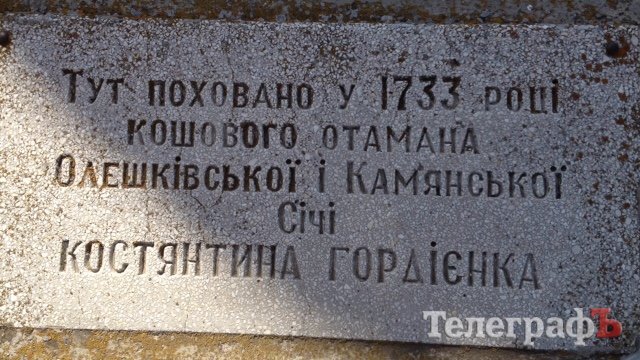 Тут поховано у 1733 році
кошового отамана
Олешківської і Камянської
Січі
Костянтина Гордієнка
ТелеграфЪ